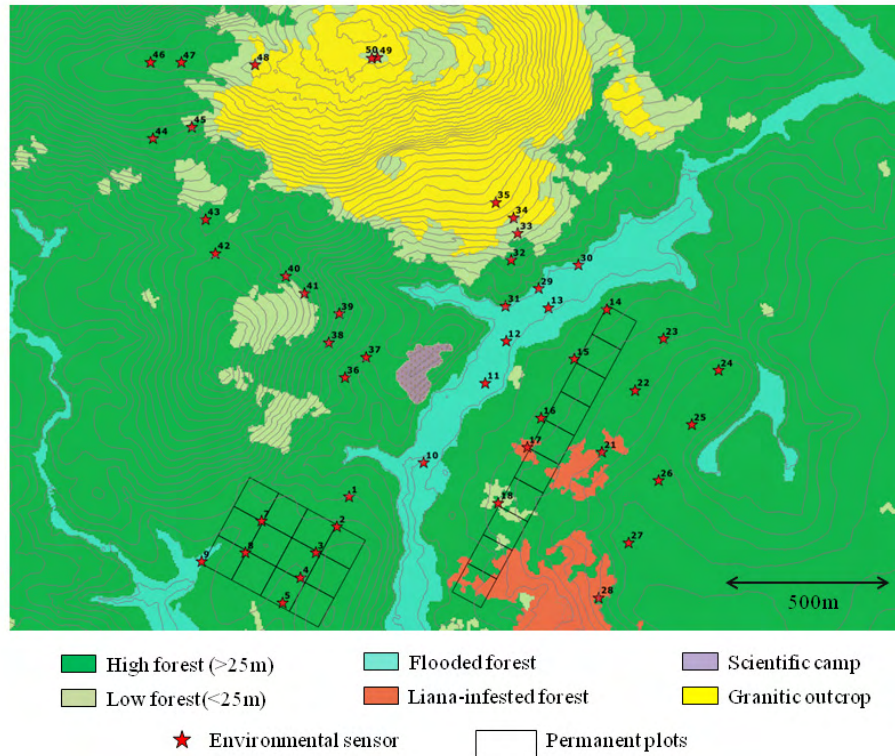 50 49
46 47 48
45
44
35
34
43 33
42 32 30
40 29
41 31 13 14
39
38 12 23
37 15
36 11 22 24
16 25
17 21
10 26
1 18
7 2
8 3 27
9
4
5 28
500m
High forest (>25m) Flooded forest Scientific camp
Low forest(<25m) Liana-infested forest Granitic outcrop
Environmental sensor Permanent plots